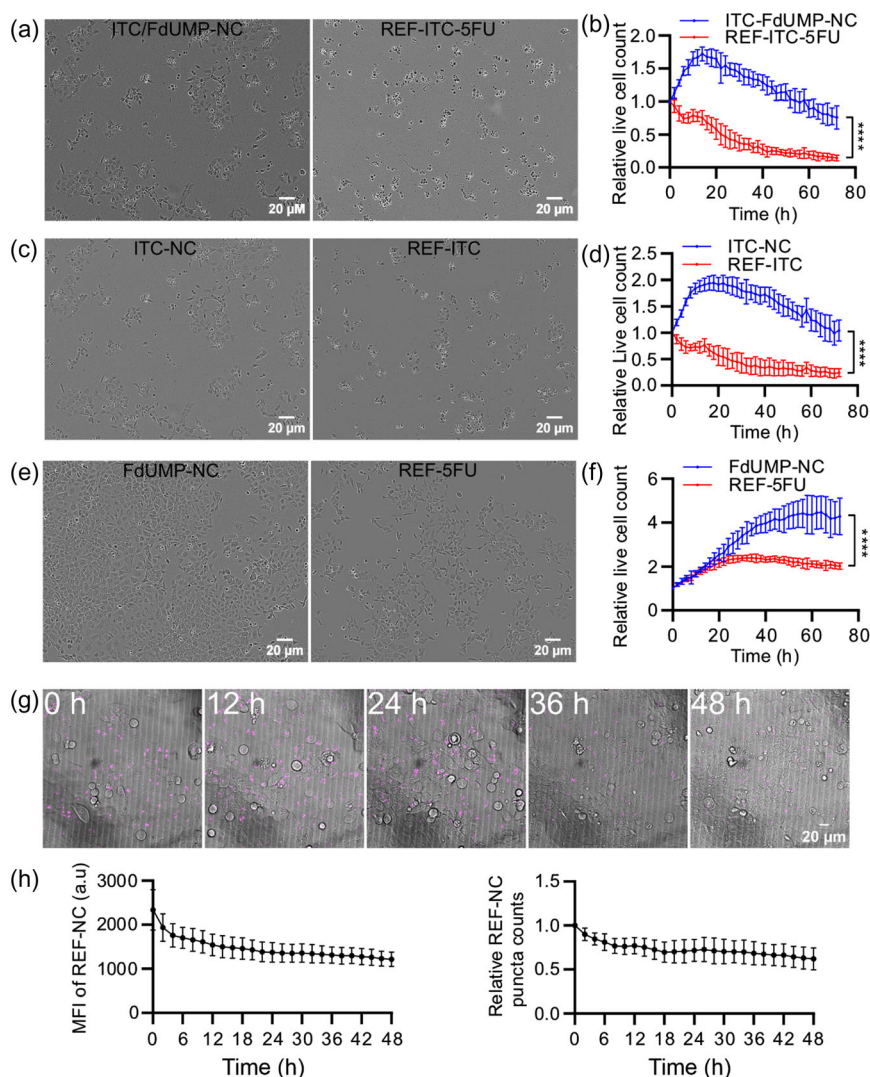 (a)
ITC/FdUMP-NC
REF-ITC-5FU
20 µM
20 µM
(b)
ITC-FdUMP-NC
REF-ITC-5FU
Relative live cell count
2.0
1.5
1.0
0.5
0.0
0 20 40 60 80
Time (h)
****
(c)
ITC-NC
REF-ITC
20 µm
20 µm
(d)
ITC-NC
REF-ITC
Relative Live cell count
2.5
2.0
1.5
1.0
0.5
0.0
0 20 40 60 80
Time (h)
****
(e)
FdUMP-NC
REF-5FU
20 µm
20 µm
(f)
FdUMP-NC
REF-5FU
Relative live cell count
6
4
2
0
0 20 40 60 80
Time (h)
****
(g)
0 h
12 h
24 h
36 h
48 h
20 µm
(h)
MFI of REF-NC (a.u)
3000
2000
1000
0
0 6 12 18 24 30 36 42 48
Time (h)
Relative REF-NC
puncta counts
1.5
1.0
0.5
0.0
0 6 12 18 24 30 36 42 48
Time (h)